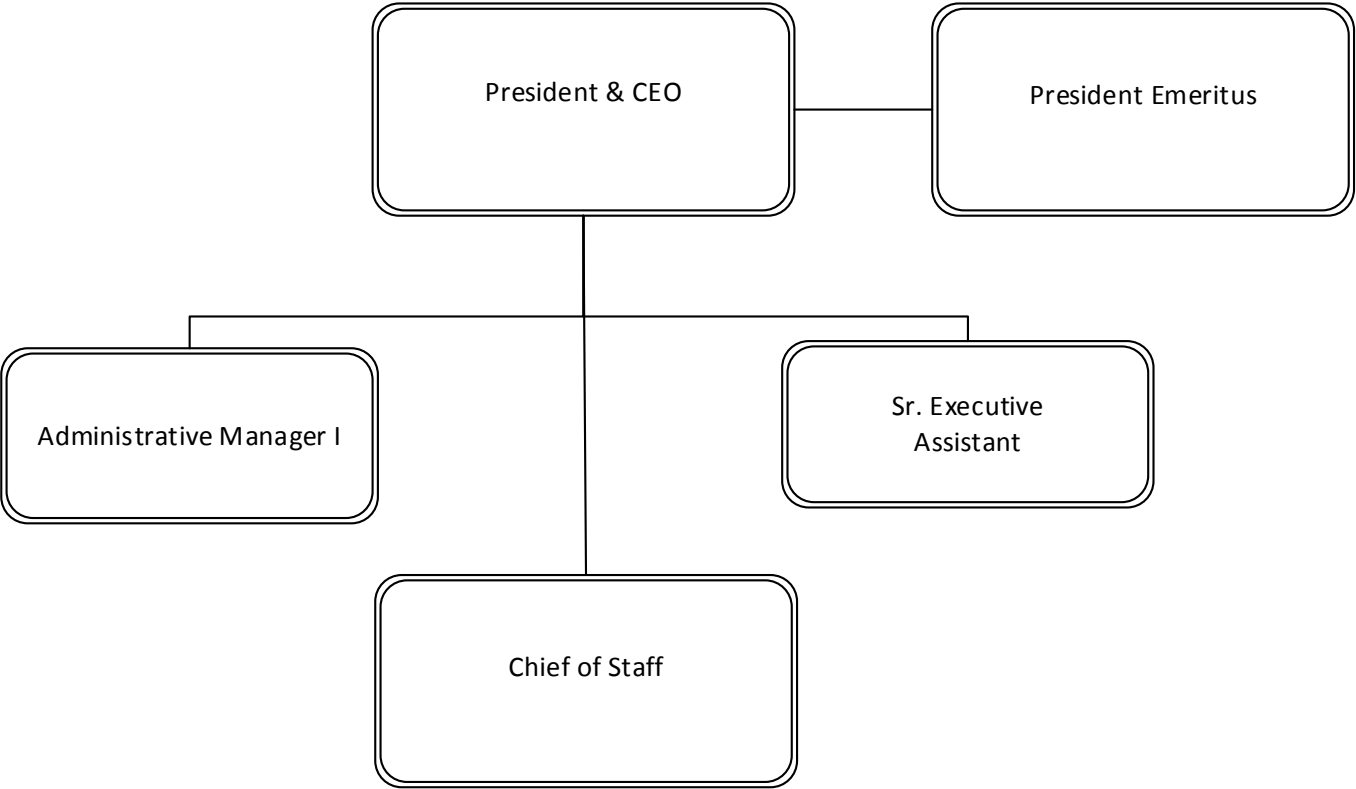 President & CEO
President Emeritus
Administrative Manager I
Sr. Executive
Assistant
Chief of Staff